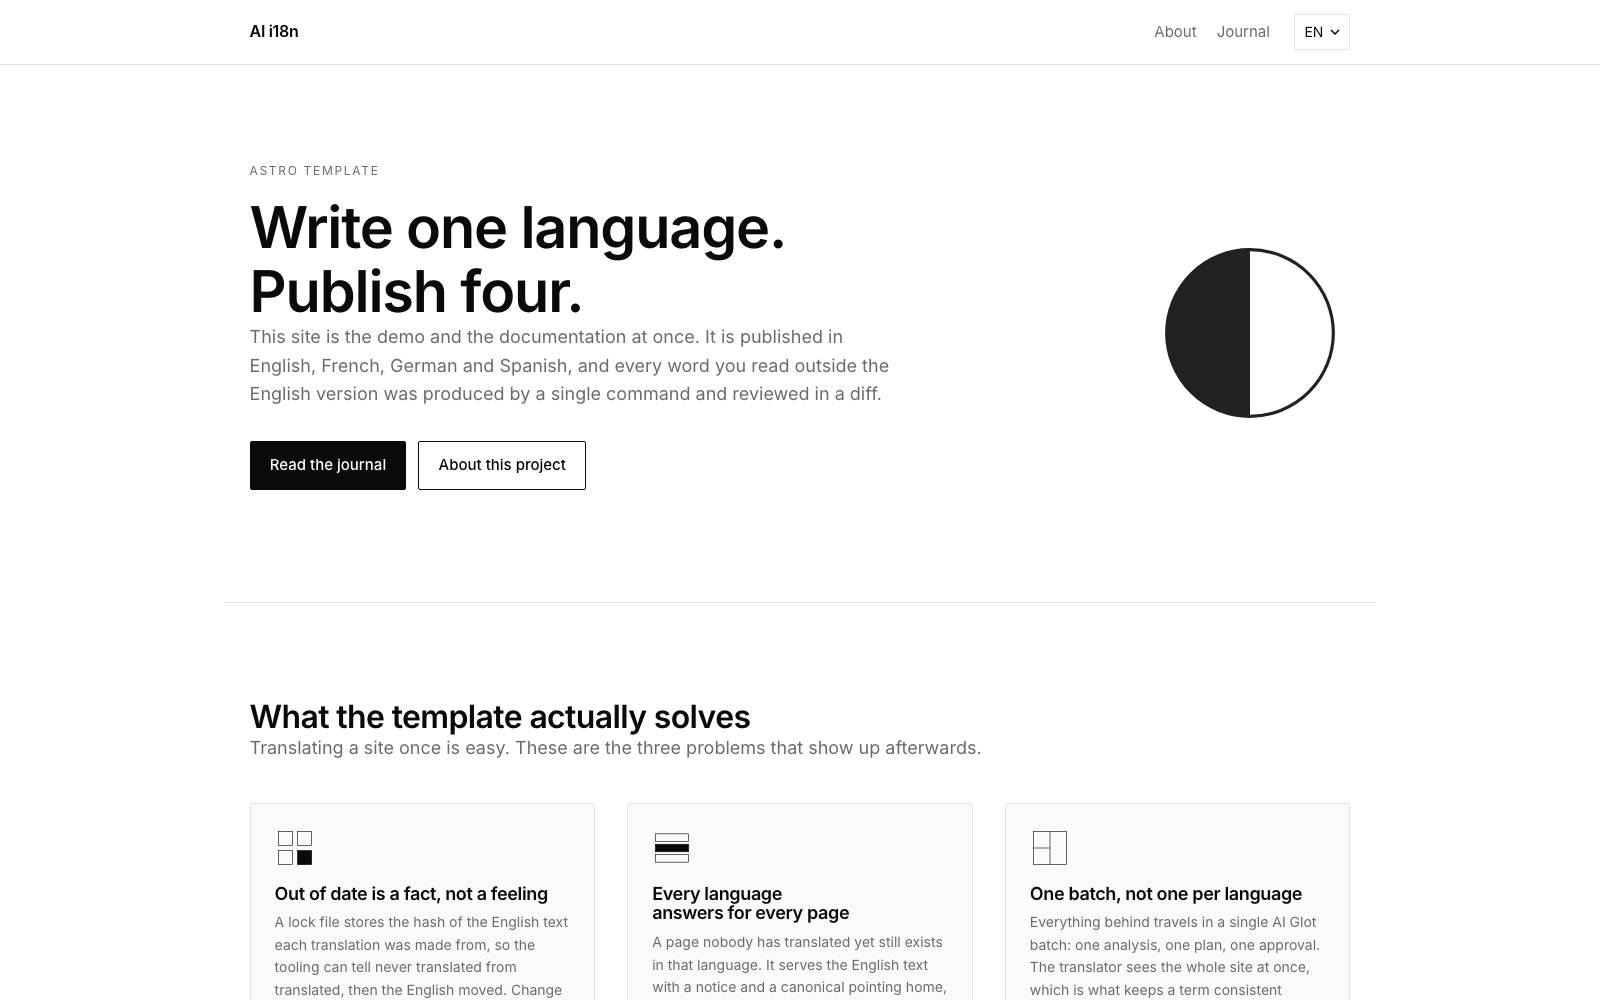 AI i18n
About
Journal
EN
ASTRO TEMPLATE
Write one language.
Publish four.
This site is the demo and the documentation at once. It is published in
English, French, German and Spanish, and every word you read outside the
English version was produced by a single command and reviewed in a diff.
Read the journal
About this project
What the template actually solves
Translating a site once is easy. These are the three problems that show up afterwards.
Out of date is a fact, not a feeling
A lock file stores the hash of the English text
each translation was made from, so the
tooling can tell never translated from
translated, then the English moved. Change
Every language
answers for every page
A page nobody has translated yet still exists
in that language. It serves the English text
with a notice and a canonical pointing home,
One batch, not one per language
Everything behind travels in a single AI Glot
batch: one analysis, one plan, one approval.
The translator sees the whole site at once,
which is what keeps a term consistent